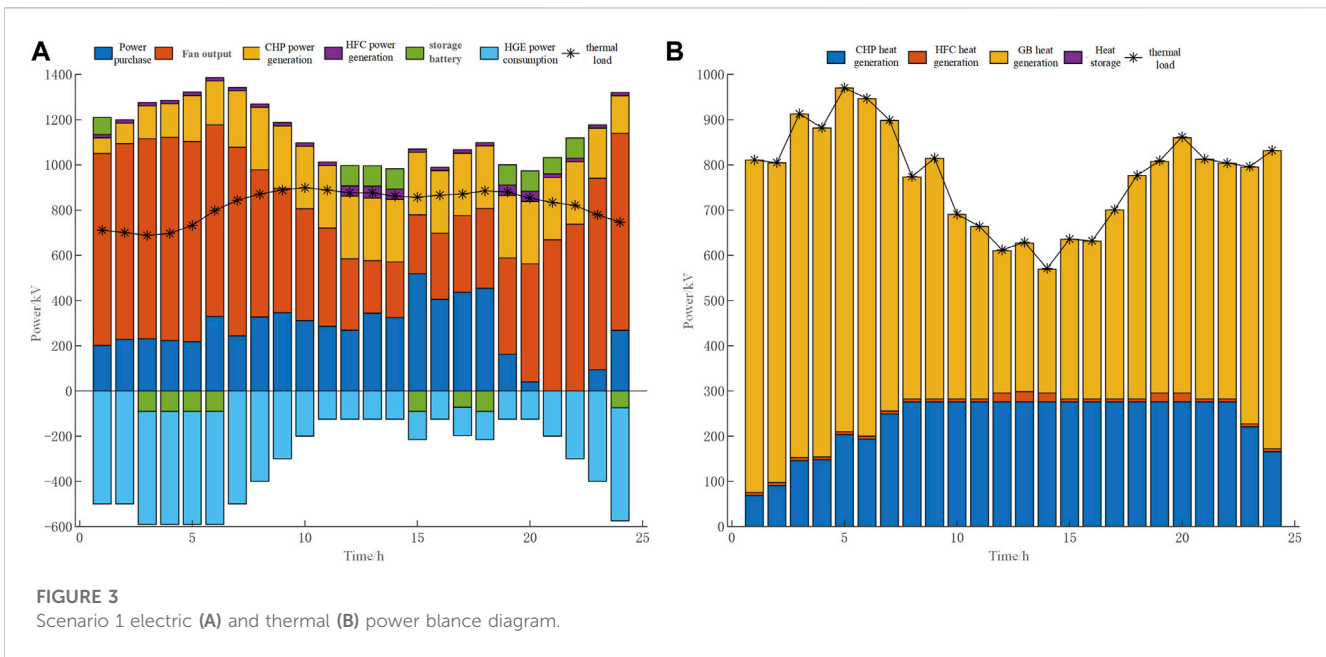 A
Power purchase
Fan output
CHP power generation
HFC power generation
storage battery
HGE power consumption
thermal load
1400
1200
1000
800
600
400
200
0
−200
−400
−600
Power/kV
0
5
10
15
20
25
Time/h
B
CHP heat generation
HFC heat generation
GB heat generation
Heat storage
thermal load
1000
900
800
700
600
500
400
300
200
100
0
Power/kV
0
5
10
15
20
25
Time/h
FIGURE 3
Scenario 1 electric (A) and thermal (B) power blance diagram.